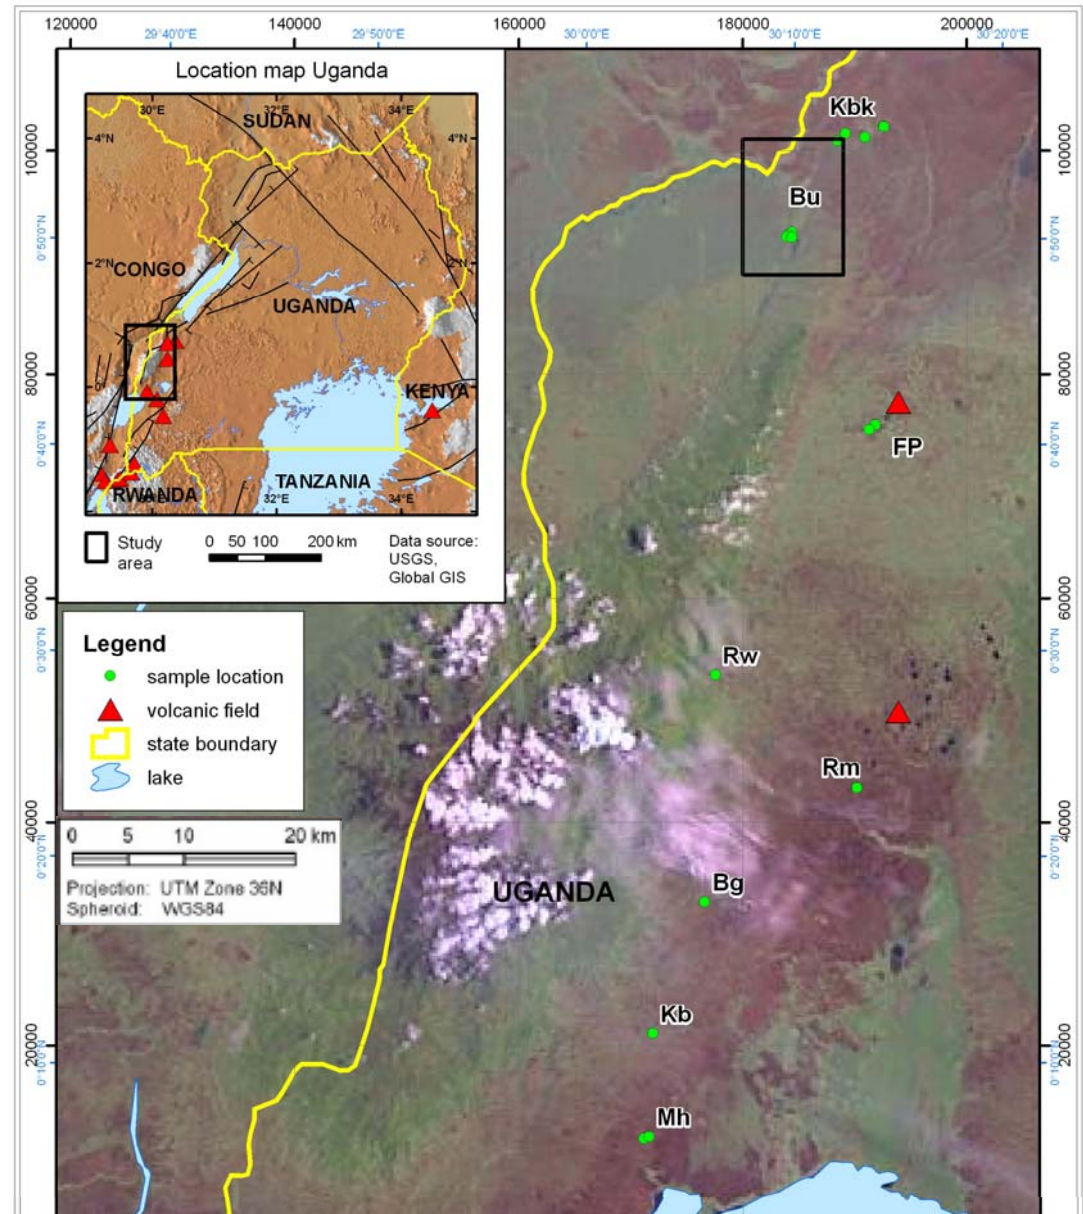 120000 140000 160000 180000 200000
29°40'0"E 29°50'0"E 30°0'0"E 30°10'0"E 30°20'0"E
Location map Uganda
30°E 32°E 34°E
SUDAN
4°N 4°N
CONGO 2°N 2°N
UGANDA
KENYA
0° 0°
TANZANIA
RWANDA
32°E 34°E
Study
area
0 50 100 200 km
Data source:
USGS,
Global GIS
Legend
sample location
volcanic field
state boundary
lake
0 5 10 20 km
Projection: UTM Zone 36N
Spheroid: WGS84
Kbk
Bu
FP
Rw
Rm
UGANDA
Bg
Kb
Mh
100000 100000
0°50'0"N 0°50'0"N
80000 80000
0°40'0"N 0°40'0"N
60000 60000
0°30'0"N 0°30'0"N
40000 40000
0°20'0"N 0°20'0"N
20000 20000
0°10'0"N 0°10'0"N